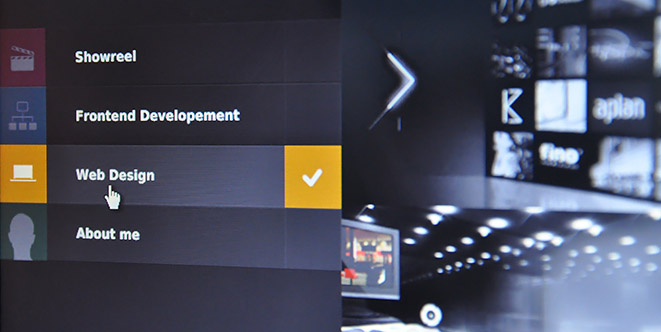 Showreel
Frontend Developement
aplan
Web Design
fino
About me